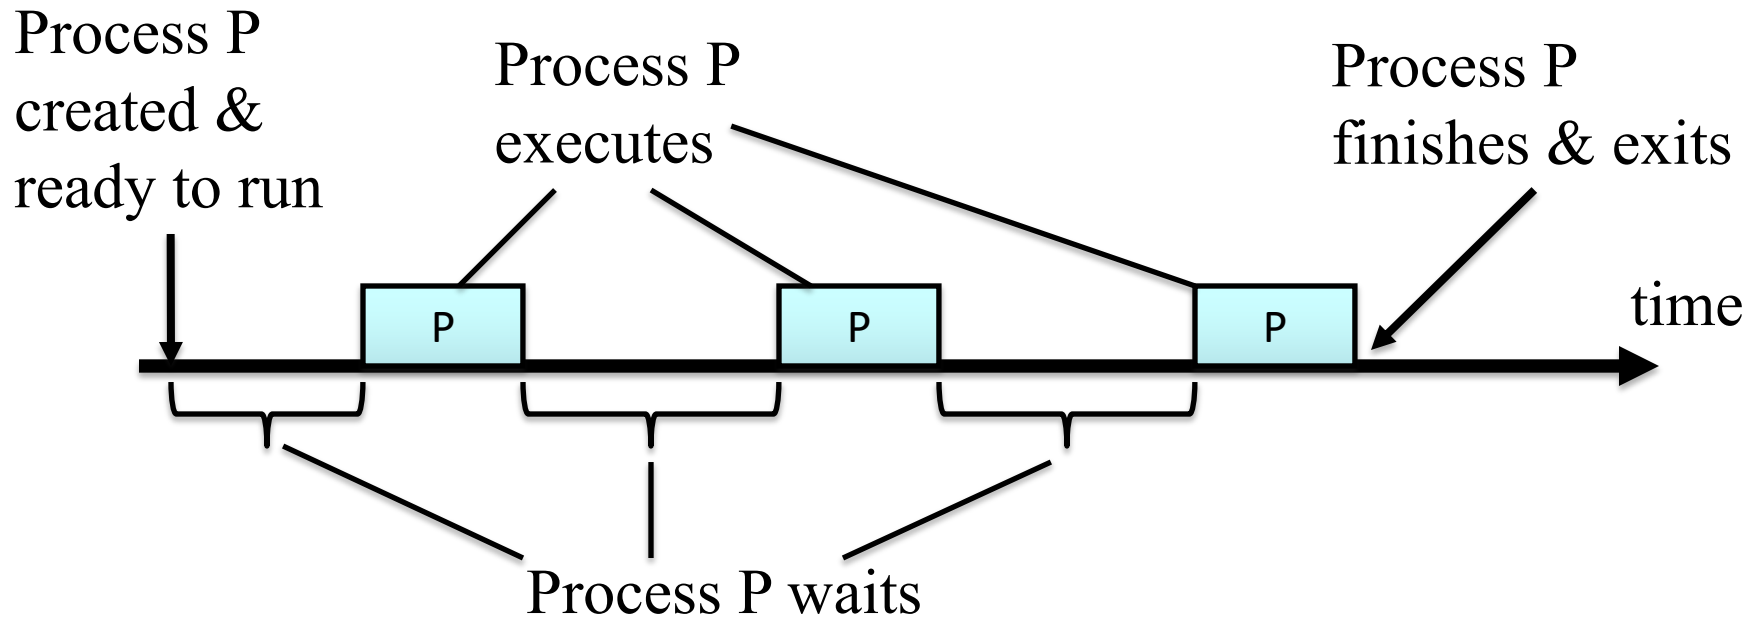 Process P
created &
ready to run
Process P
executes
Process P
finishes & exits
time
P
P
P
Process P waits